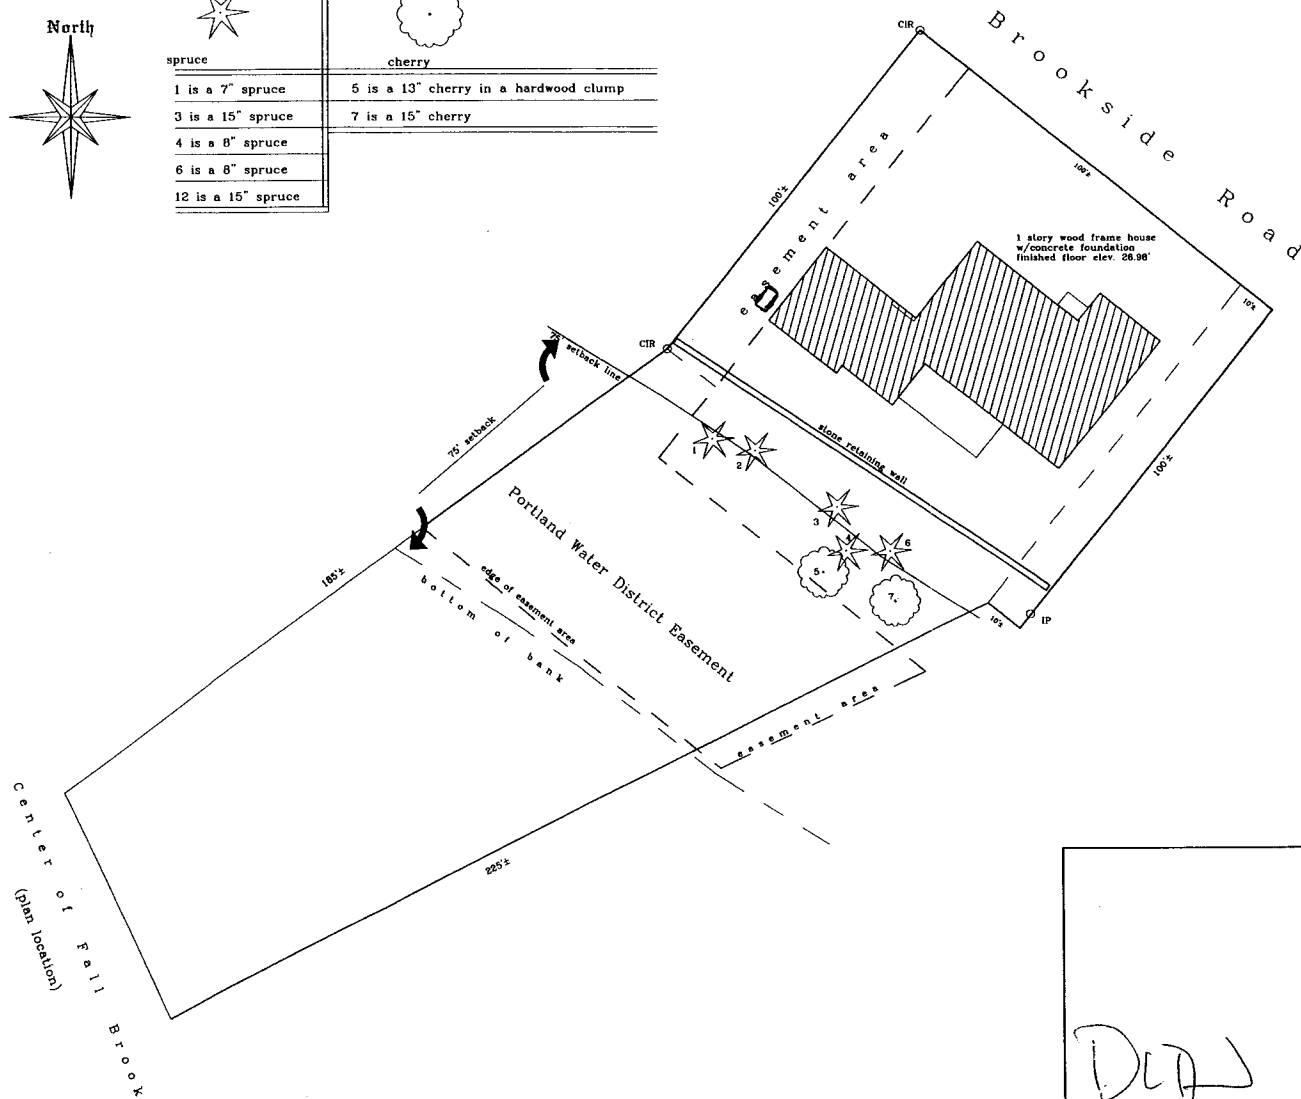 North
spruce
cherry
1 is a 7" spruce
5 is a 13" cherry in a hardwood clump
3 is a 15" spruce
7 is a 15" cherry
4 is a 8" spruce
6 is a 8" spruce
12 is a 15" spruce
CIR
Brookside Road
100'±
100'±
easement area
1 story wood frame house
w/concrete foundation
finished floor elev. 26.98'
10'±
CIR
75' setback line
75' setback
stone retaining wall
100'±
1
2
3
4
6
5
7
10'±
IP
Portland Water District Easement
edge of easement area
bottom of bank
185'±
easement area
225'±
Center of Fall Brook
(plan location)